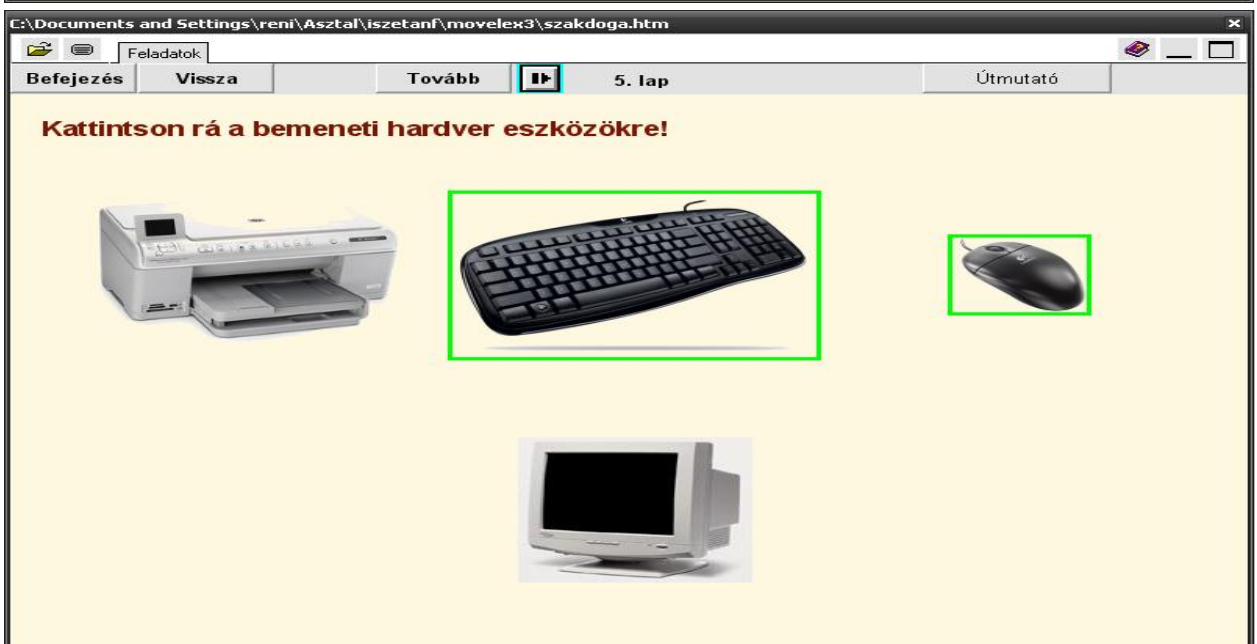 C:\Documents and Settings\reni\Asztal\iszetanf\movelex3\szakdoga.htm
Feladatok
Befejezés Vissza Tovább 5. lap Útmutató
Kattintson rá a bemeneti hardver eszközökre!